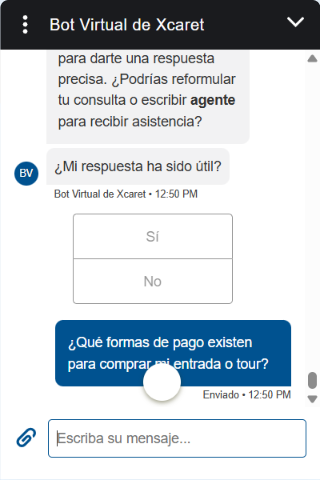 Bot Virtual de Xcaret
para darte una respuesta
precisa. ¿Podrías reformular
tu consulta o escribir agente
para recibir asistencia?
BV
¿Mi respuesta ha sido útil?
Bot Virtual de Xcaret • 12:50 PM
Sí
No
¿Qué formas de pago existen
para comprar mi entrada o tour?
Enviado • 12:50 PM
Escriba su mensaje...